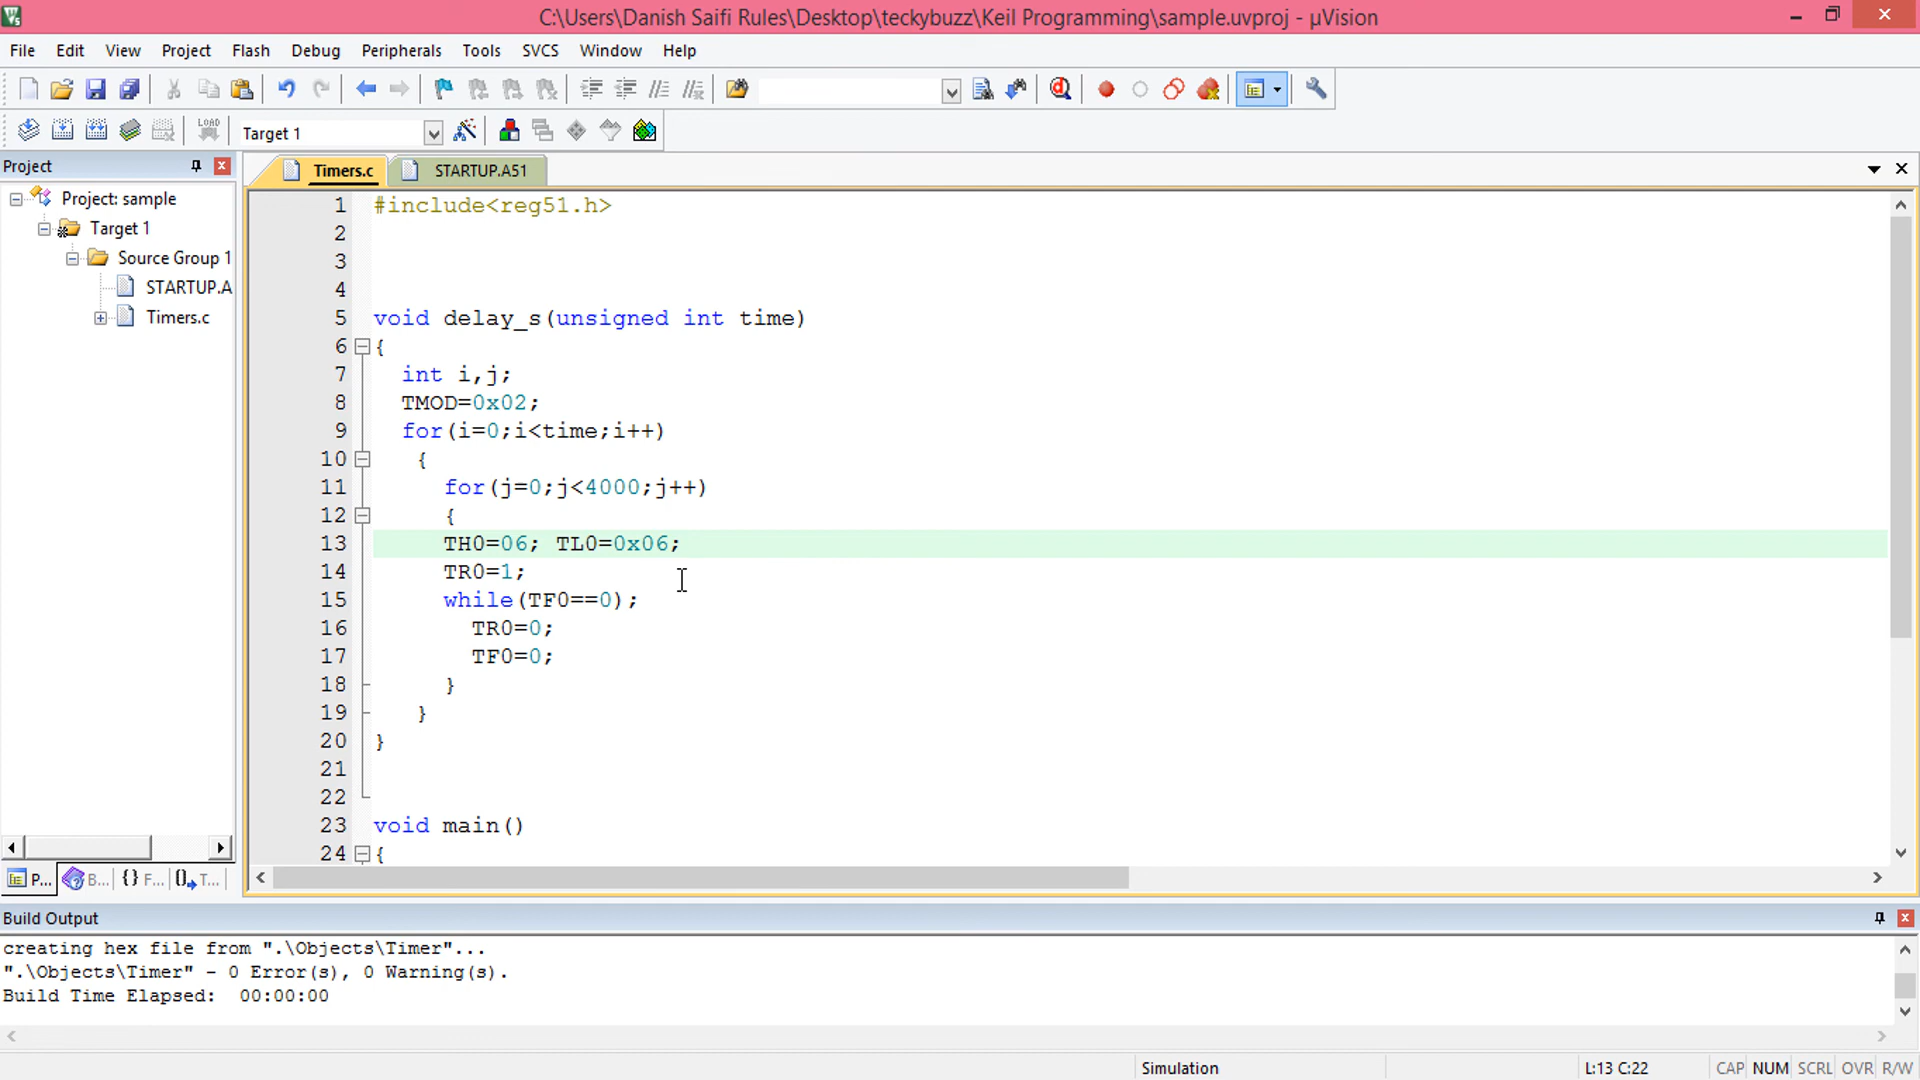 C:\Users\Danish Saifi Rules\Desktop\teckybuzz\Keil Programming\sample.uvproj - µVision
File Edit View Project Flash Debug Peripherals Tools SVCS Window Help
LOAD
Target 1
Project
Timers.c STARTUP.A51
Project: sample
Target 1
Source Group 1
STARTUP.A
Timers.c
1 #include<reg51.h>
2
3
4
5 void delay_s(unsigned int time)
6 {
7 int i,j;
8 TMOD=0x02;
9 for(i=0;i<time;i++)
10 {
11 for(j=0;j<4000;j++)
12 {
13 TH0=06; TL0=0x06;
14 TR0=1;
15 while(TF0==0);
16 TR0=0;
17 TF0=0;
18 }
19 }
20 }
21
22
23 void main()
24 {
P... B... {} F... T...
Build Output
creating hex file from ".\Objects\Timer"...
".\Objects\Timer" - 0 Error(s), 0 Warning(s).
Build Time Elapsed:  00:00:00
Simulation L:13 C:22 CAP NUM SCRL OVR R/W